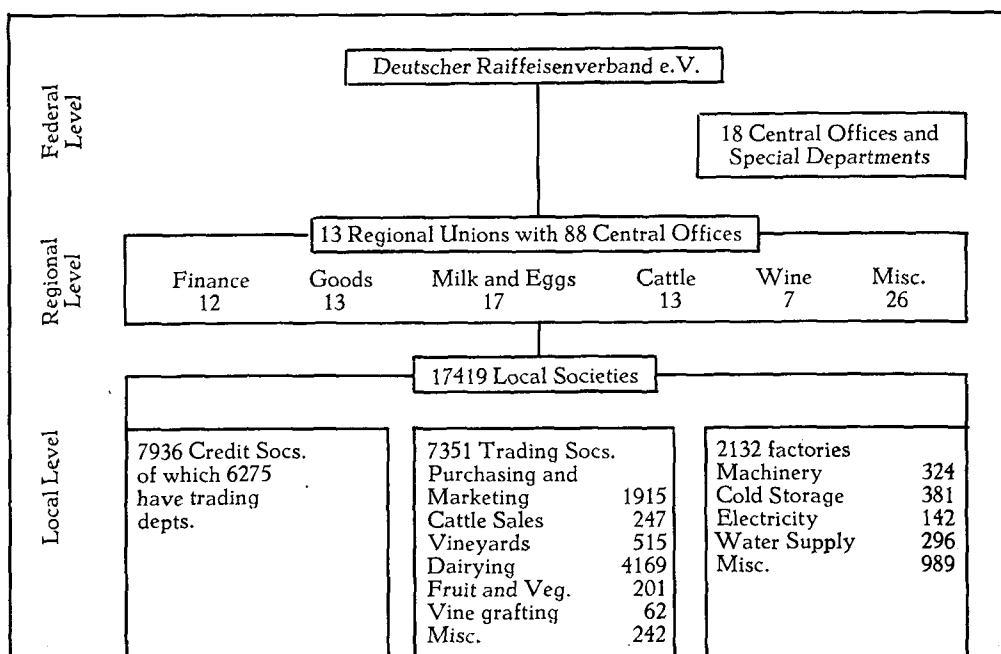 Deutscher Raiffeisenverband e.V.
Federal
Level
18 Central Offices and
Special Departments
13 Regional Unions with 88 Central Offices
Regional
Level
Finance Goods Milk and Eggs Cattle Wine Misc.
12 13 17 13 7 26
17419 Local Societies
Local Level
7936 Credit Socs.
of which 6275
have trading
depts.
7351 Trading Socs.
Purchasing and
Marketing 1915
Cattle Sales 247
Vineyards 515
Dairying 4169
Fruit and Veg. 201
Vine grafting 62
Misc. 242
2132 factories
Machinery 324
Cold Storage 381
Electricity 142
Water Supply 296
Misc. 989